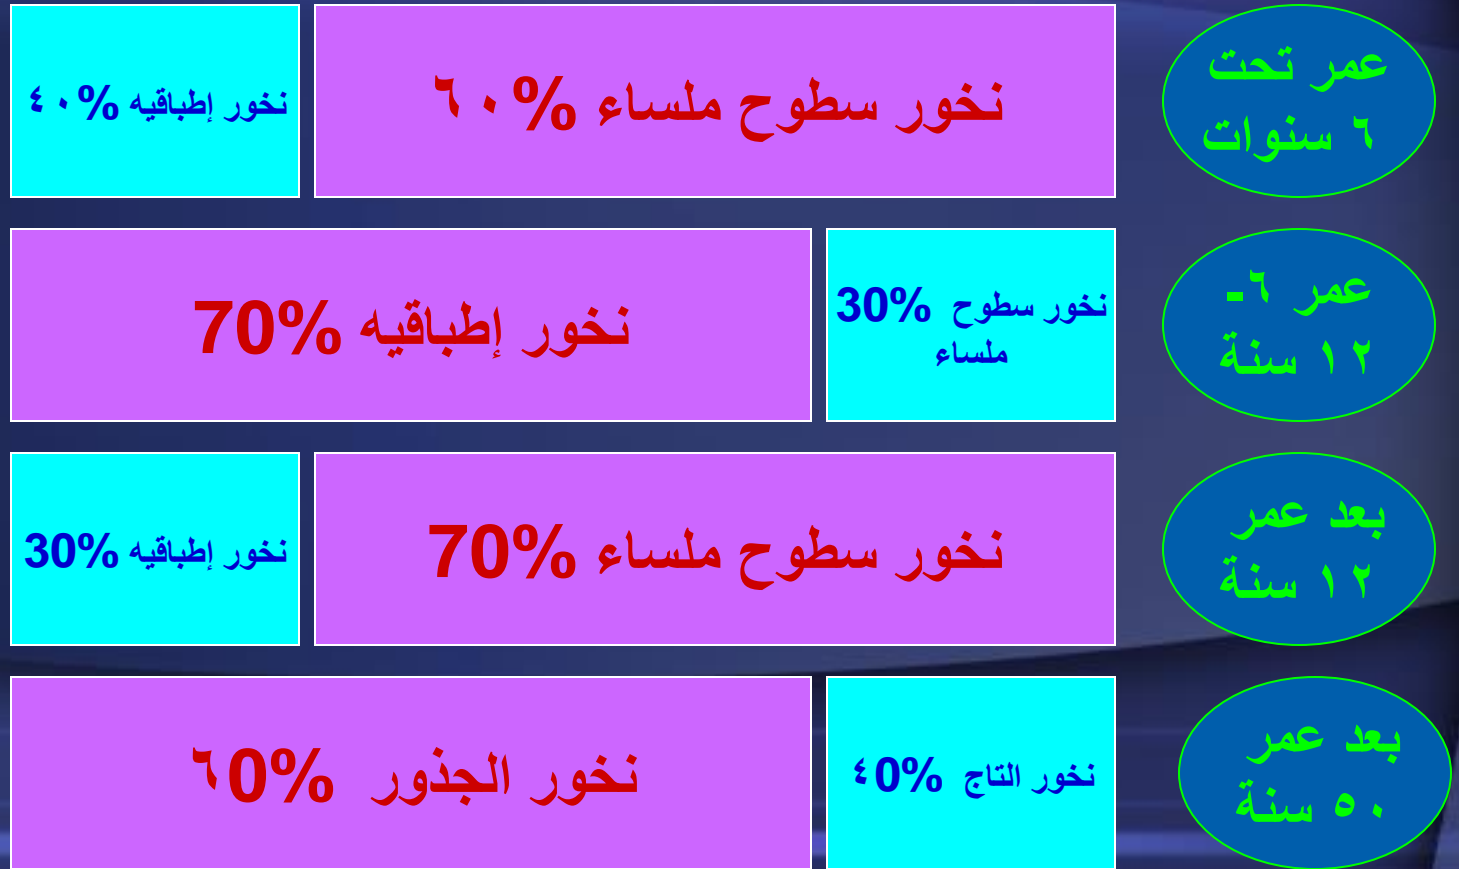 عمر تحت
٦ سنوات
نخور سطوح ملساء ٦٠%
نخور إطباقيه ٤٠%
عمر ٦-
١٢ سنة
نخور سطوح 30%
ملساء
نخور إطباقيه 70%
بعد عمر
١٢ سنة
نخور سطوح ملساء 70%
نخور إطباقيه 30%
بعد عمر
٥٠ سنة
نخور التاج ٤0%
نخور الجذور ٦0%